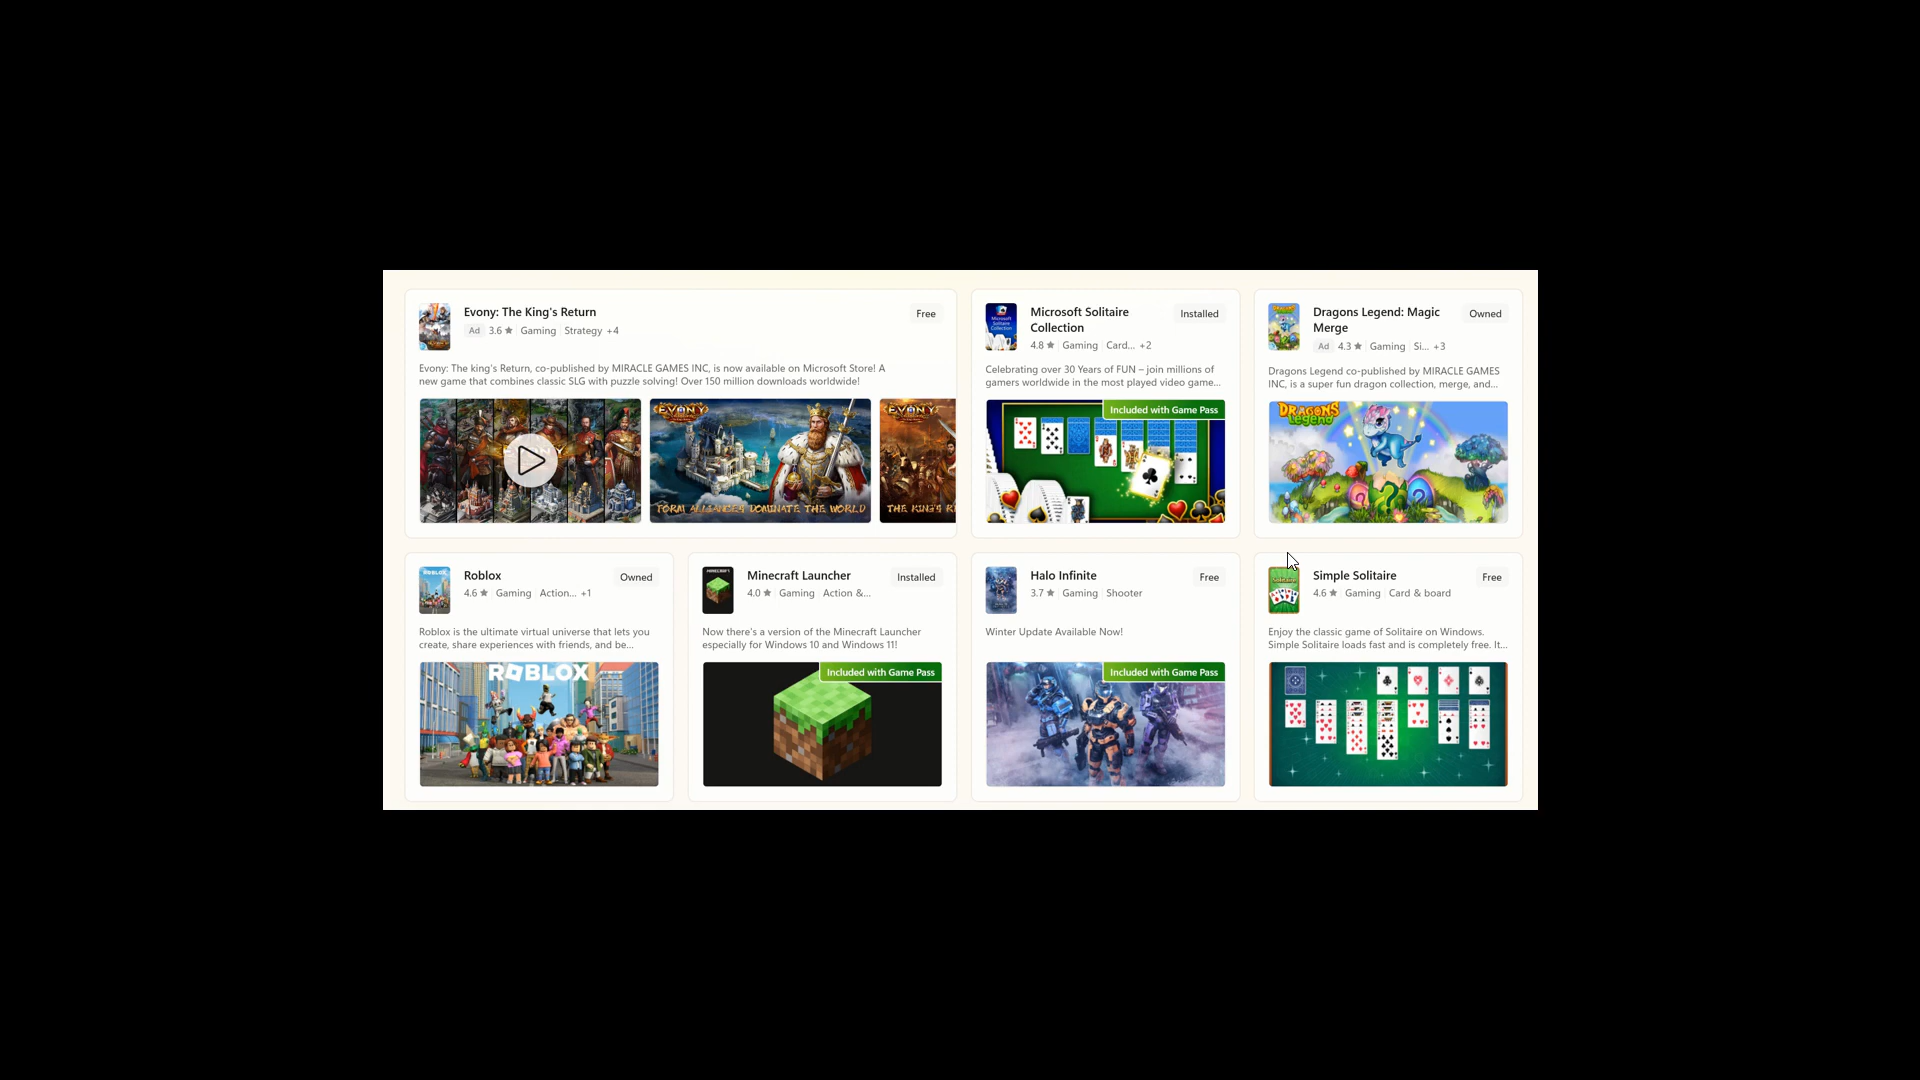 Evony: The King's Return
Free
Ad 3.6 ★ Gaming Strategy +4
Evony: The king's Return, co-published by MIRACLE GAMES INC, is now available on Microsoft Store! A
new game that combines classic SLG with puzzle solving! Over 150 million downloads worldwide!
EVONY
FORM ALLIANCES DOMINATE THE WORLD
EVONY
THE KING'S R
Microsoft Solitaire
Collection
Installed
4.8 ★ Gaming Card... +2
Celebrating over 30 Years of FUN – join millions of
gamers worldwide in the most played video game...
Included with Game Pass
Dragons Legend: Magic
Merge
Owned
Ad 4.3 ★ Gaming Si... +3
Dragons Legend co-published by MIRACLE GAMES
INC, is a super fun dragon collection, merge, and...
DRAGONS
Legend
Roblox
Owned
4.6 ★ Gaming Action... +1
Roblox is the ultimate virtual universe that lets you
create, share experiences with friends, and be...
ROBLOX
Minecraft Launcher
Installed
4.0 ★ Gaming Action &...
Now there's a version of the Minecraft Launcher
especially for Windows 10 and Windows 11!
Included with Game Pass
Halo Infinite
Free
3.7 ★ Gaming Shooter
Winter Update Available Now!
Included with Game Pass
Solitaire
Simple Solitaire
Free
4.6 ★ Gaming Card & board
Enjoy the classic game of Solitaire on Windows.
Simple Solitaire loads fast and is completely free. It...